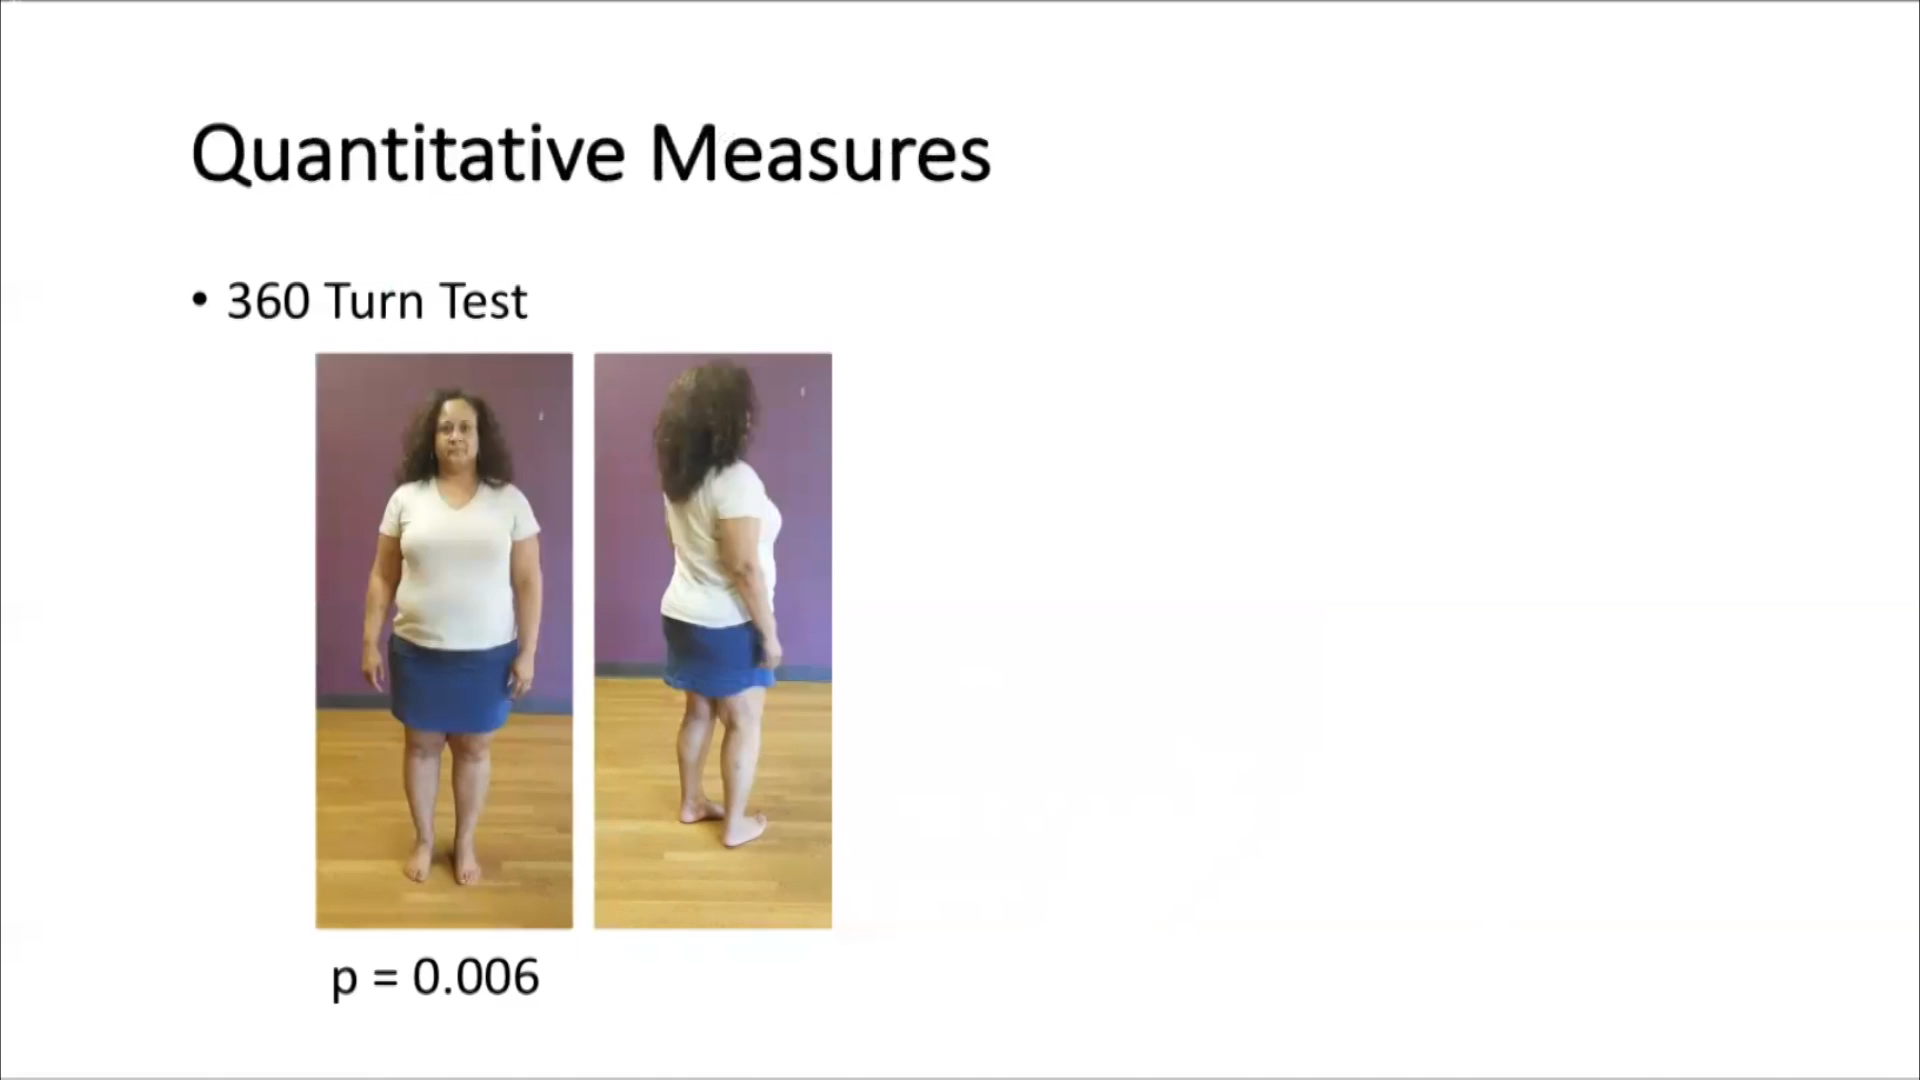 Quantitative Measures
• 360 Turn Test
p = 0.006